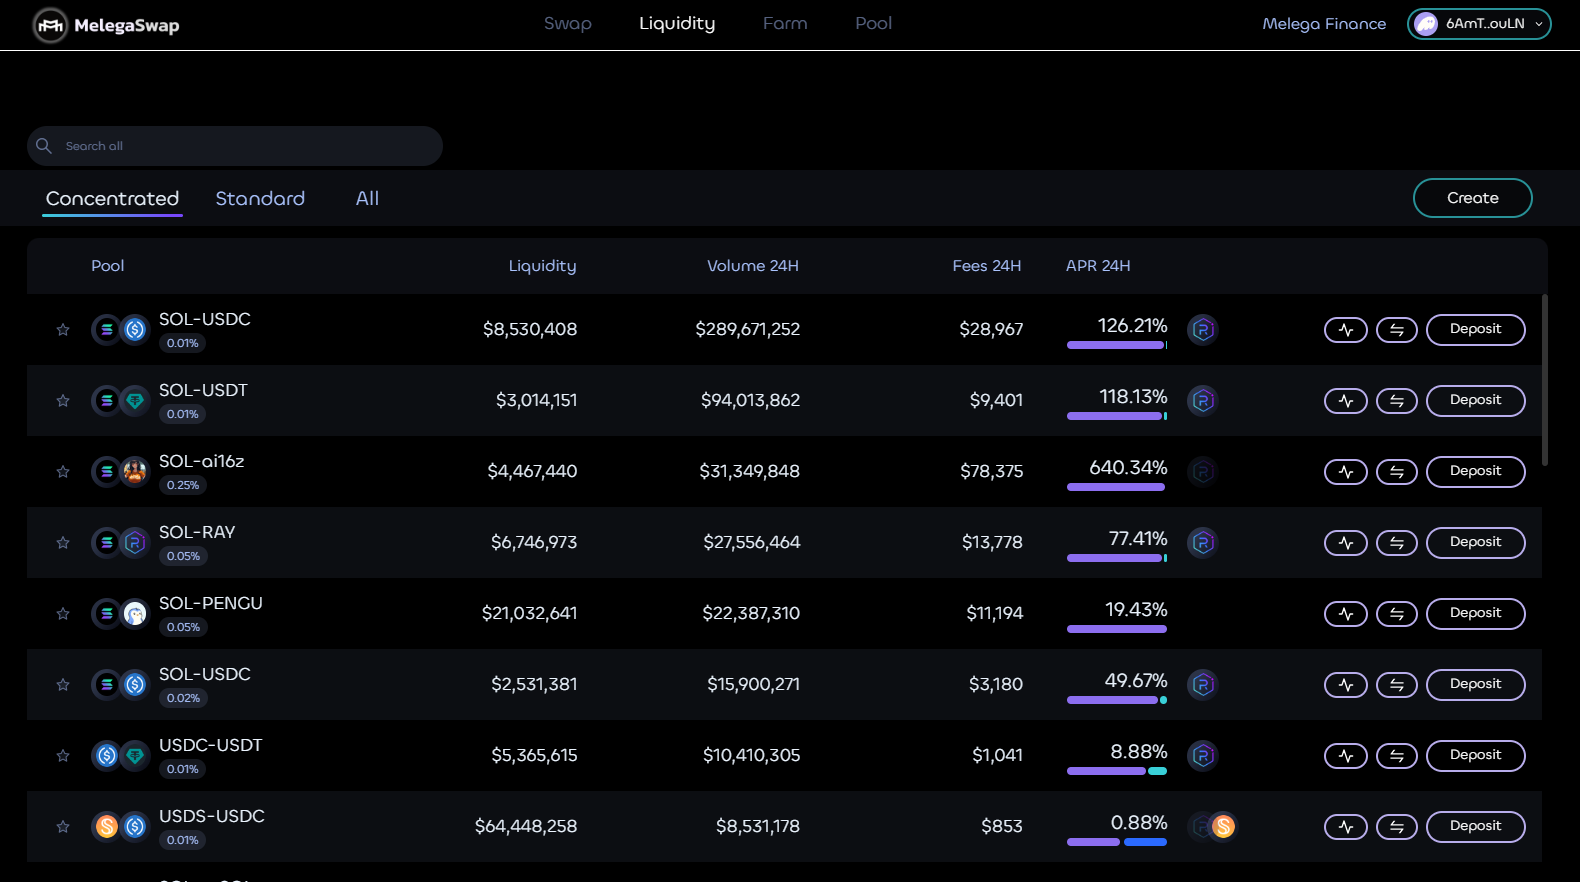 MelegaSwap
Swap Liquidity Farm Pool
Melega Finance 6AmT..ouLN
Search all
Concentrated Standard All Create
Pool Liquidity Volume 24H Fees 24H APR 24H
SOL-USDC
0.01% $8,530,408 $289,671,252 $28,967 126.21% Deposit
SOL-USDT
0.01% $3,014,151 $94,013,862 $9,401 118.13% Deposit
SOL-ai16z
0.25% $4,467,440 $31,349,848 $78,375 640.34% Deposit
SOL-RAY
0.05% $6,746,973 $27,556,464 $13,778 77.41% Deposit
SOL-PENGU
0.05% $21,032,641 $22,387,310 $11,194 19.43% Deposit
SOL-USDC
0.02% $2,531,381 $15,900,271 $3,180 49.67% Deposit
USDC-USDT
0.01% $5,365,615 $10,410,305 $1,041 8.88% Deposit
USDS-USDC
0.01% $64,448,258 $8,531,178 $853 0.88% Deposit